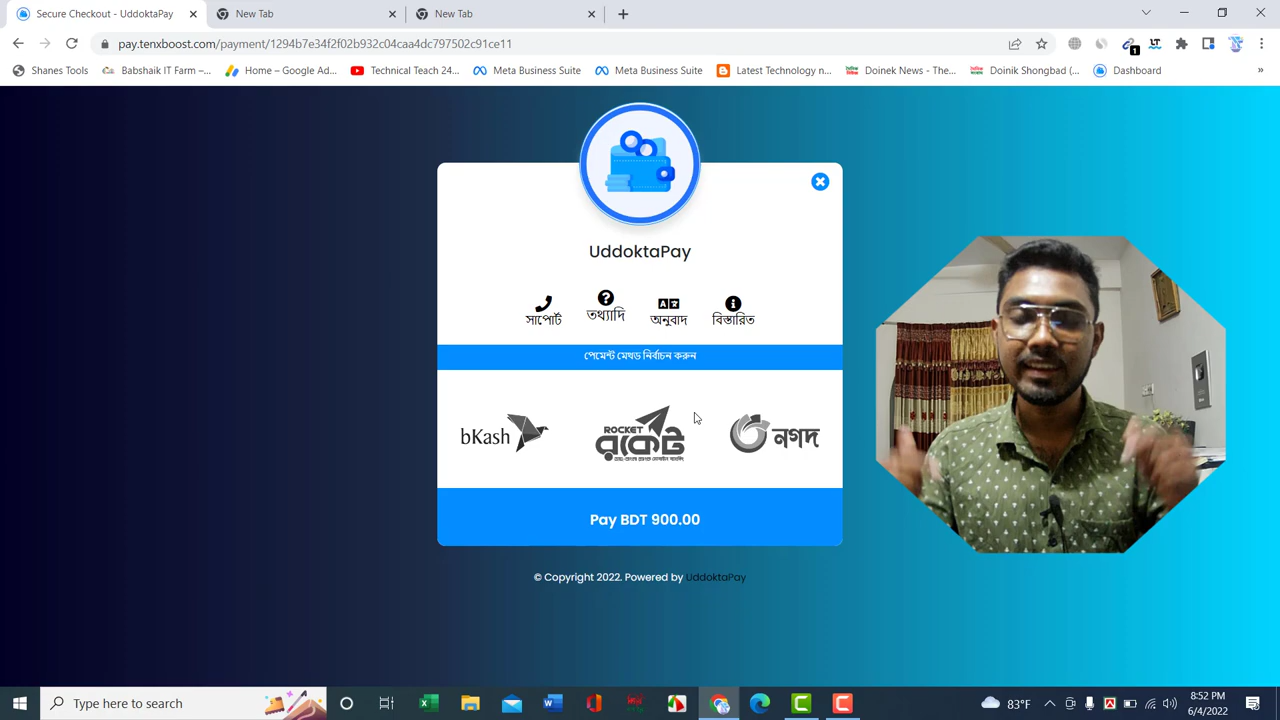 Secure Checkout - UddoktaPay
New Tab
New Tab
pay.tenxboost.com/payment/1294b7e34f2f02b932c04caa4dc797502c91ce11
1
LT
Shanes Tools
Babshaik IT Farm –...
Home – Google Ad...
Technical Teach 24...
Meta Business Suite
Meta Business Suite
Latest Technology n...
Doinek News - The...
Doinik Shongbad (...
Dashboard
»
UddoktaPay
সাপোর্ট
তথ্যাদি
অনুবাদ
বিস্তারিত
পেমেন্ট মেথড নির্বাচন করুন
bKash
ROCKET
রকেট
নগদ
Pay BDT 900.00
© Copyright 2022. Powered by UddoktaPay
Type here to search
83°F
8:52 PM
6/4/2022